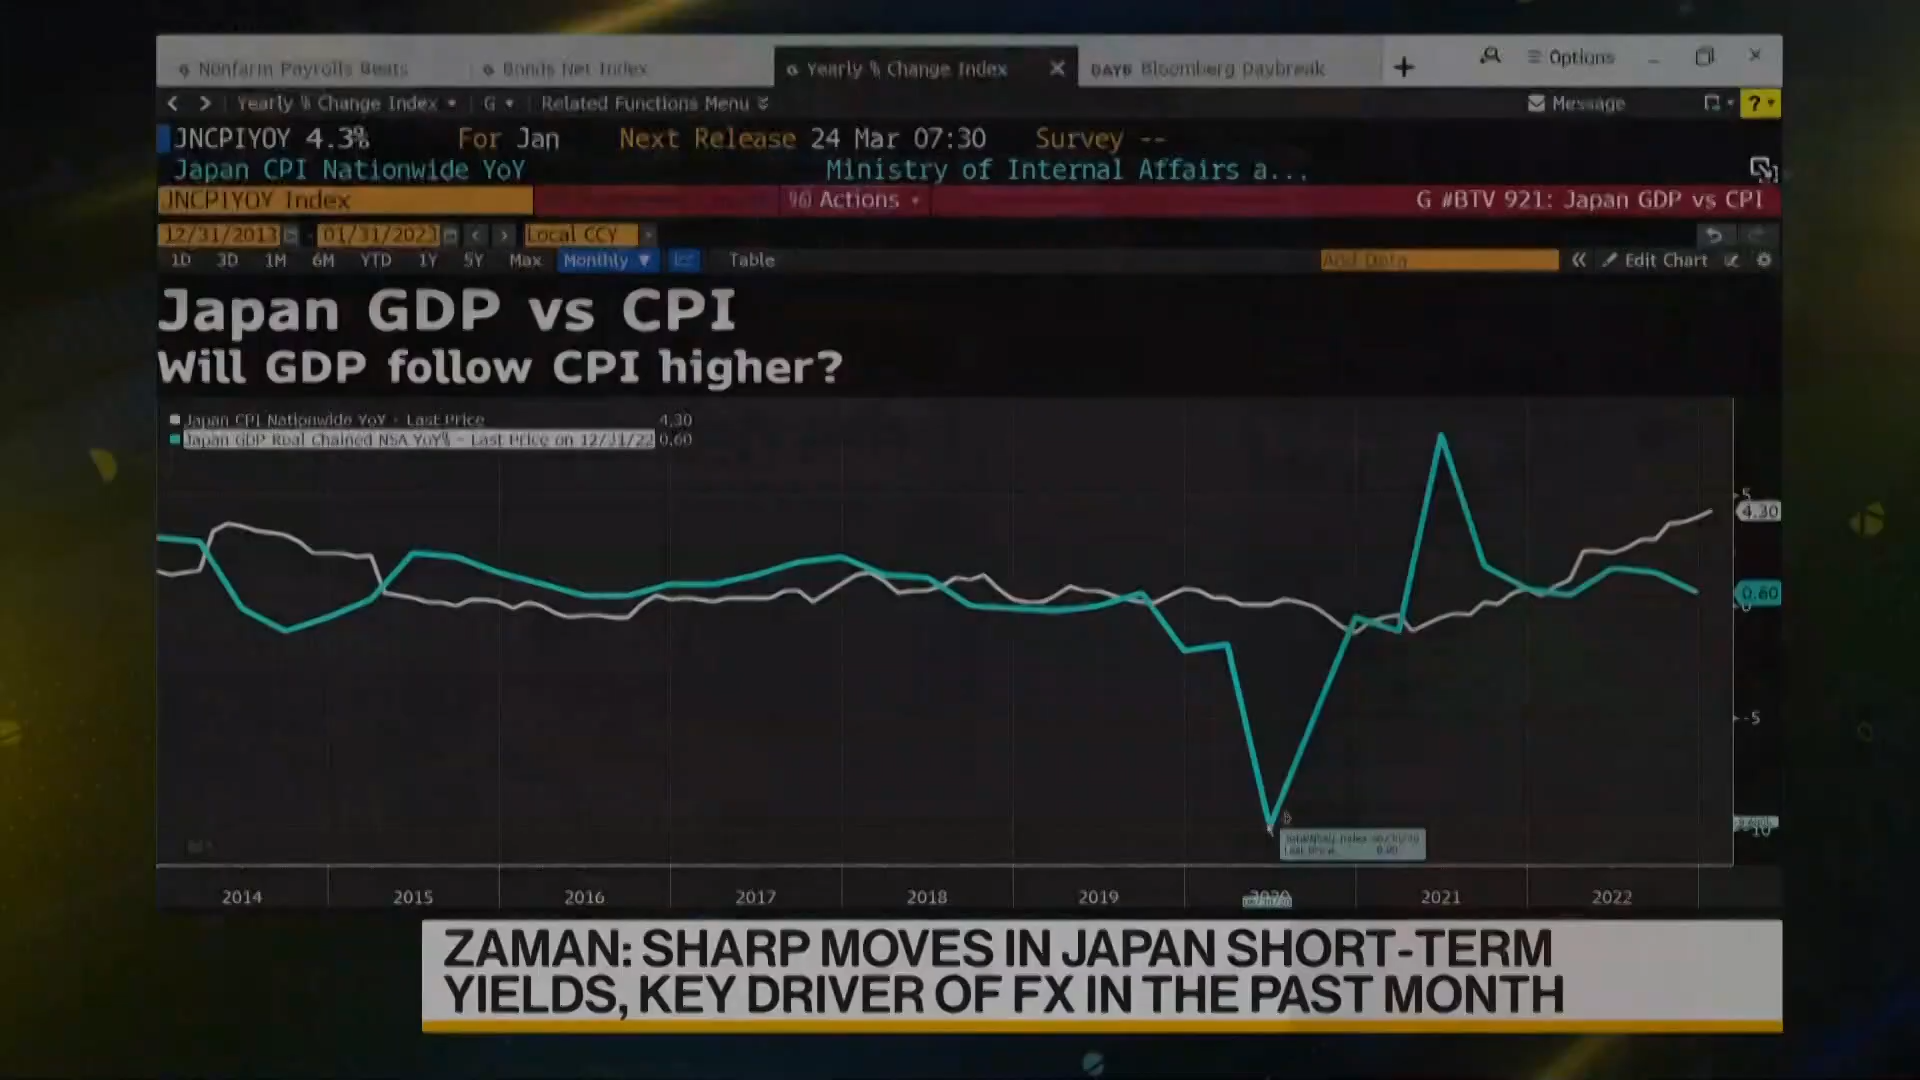 Nonfarm Payrolls Beats
Bonds Net Index
G Yearly % Change Index ×
DAYB Bloomberg Daybreak
+
Options
Yearly % Change Index
G
Related Functions Menu
Message
?
JNCPIYOY 4.3% For Jan Next Release 24 Mar 07:30 Survey --
Japan CPI Nationwide YoY Ministry of Internal Affairs a...
JNCPIYOY Index
Actions
G #BTV 921: Japan GDP vs CPI
12/31/2013 - 01/31/2023 Local CCY
1D 3D 1M 6M YTD 1Y 5Y Max Monthly ▼ Table
Add Data
« Edit Chart
Japan GDP vs CPI
Will GDP follow CPI higher?
Japan CPI Nationwide YoY - Last Price 4.30
Japan GDP Real Chained NSA YoY% - Last Price on 12/31/22 0.60
5
4.30
0.60
0
-5
-10
2014 2015 2016 2017 2018 2019 2020 2021 2022
ZAMAN: SHARP MOVES IN JAPAN SHORT-TERM
YIELDS, KEY DRIVER OF FX IN THE PAST MONTH